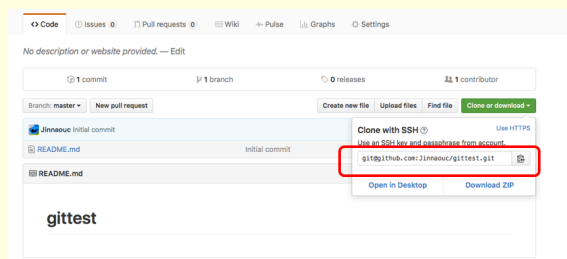 Code Issues 0 Pull requests 0 Wiki Pulse Graphs Settings
No description or website provided. — Edit
1 commit 1 branch 0 releases 1 contributor
Branch: master New pull request Create new file Upload files Find file Clone or download
Jinnaouc Initial commit
README.md Initial commit
Clone with SSH Use HTTPS
Use an SSH key and passphrase from account.
git@github.com:Jinnaouc/gittest.git
Open in Desktop Download ZIP
README.md
gittest